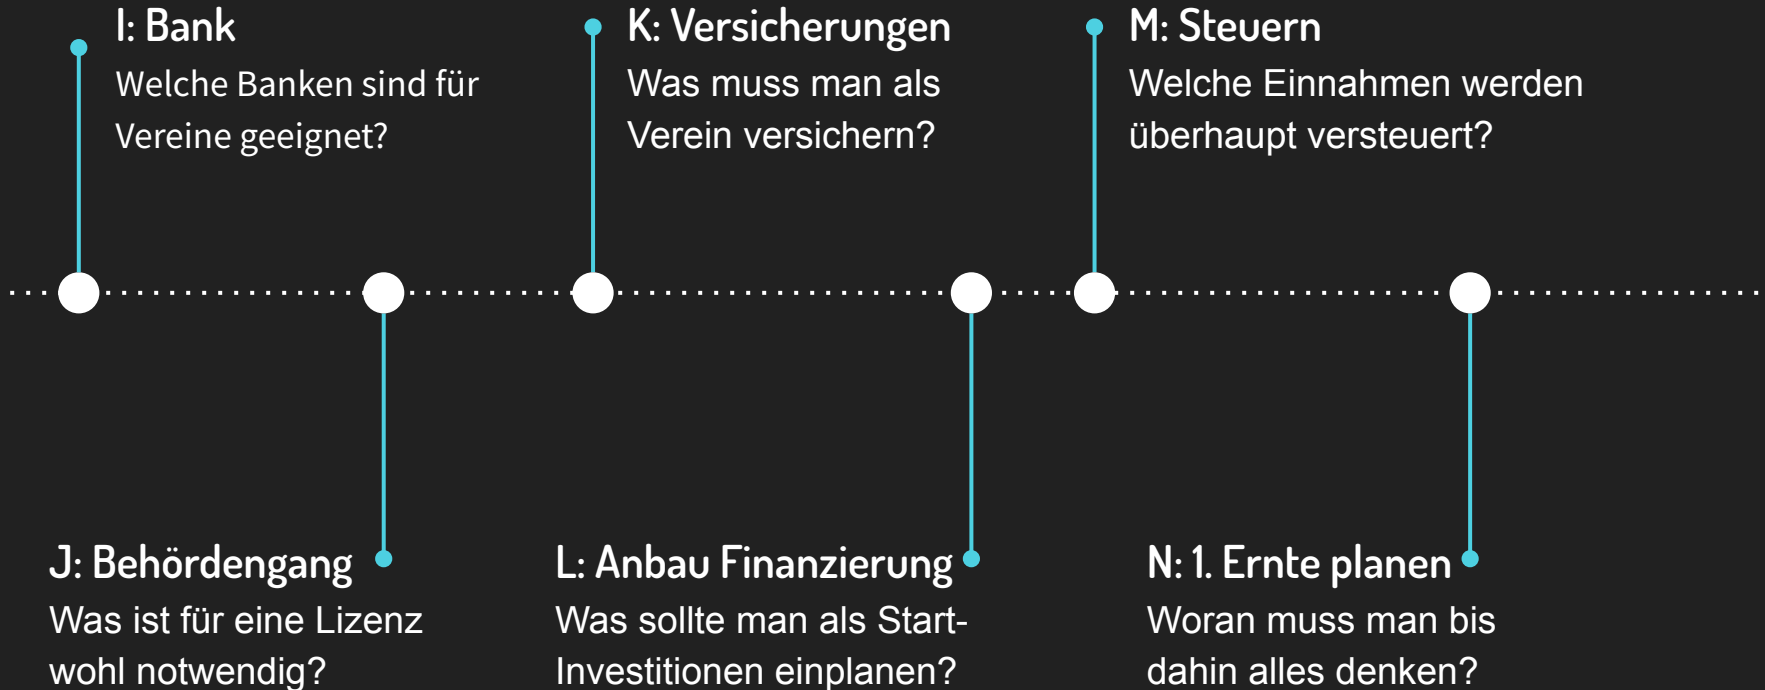 I: Bank
Welche Banken sind für
Vereine geeignet?
J: Behördengang
Was ist für eine Lizenz
wohl notwendig?
K: Versicherungen
Was muss man als
Verein versichern?
L: Anbau Finanzierung
Was sollte man als Start-
Investitionen einplanen?
M: Steuern
Welche Einnahmen werden
überhaupt versteuert?
N: 1. Ernte planen
Woran muss man bis
dahin alles denken?